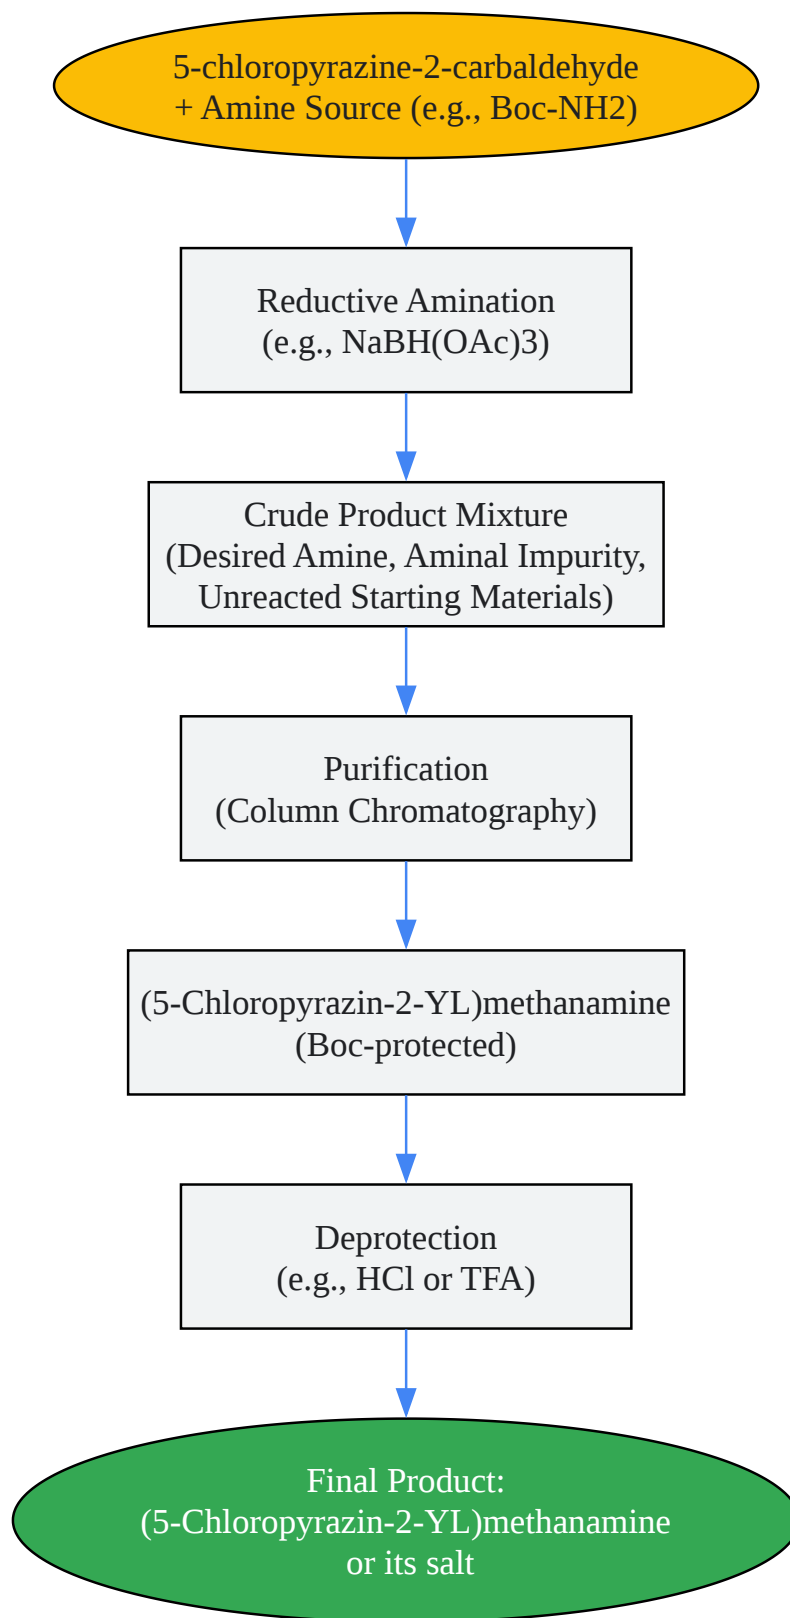 5-chloropyrazine-2-carbaldehyde
+ Amine Source (e.g., Boc-NH2)
Reductive Amination
(e.g., NaBH(OAc)3)
Crude Product Mixture
(Desired Amine, Aminal Impurity,
Unreacted Starting Materials)
Purification
(Column Chromatography)
(5-Chloropyrazin-2-YL)methanamine
(Boc-protected)
Deprotection
(e.g., HCl or TFA)
Final Product:
(5-Chloropyrazin-2-YL)methanamine
or its salt